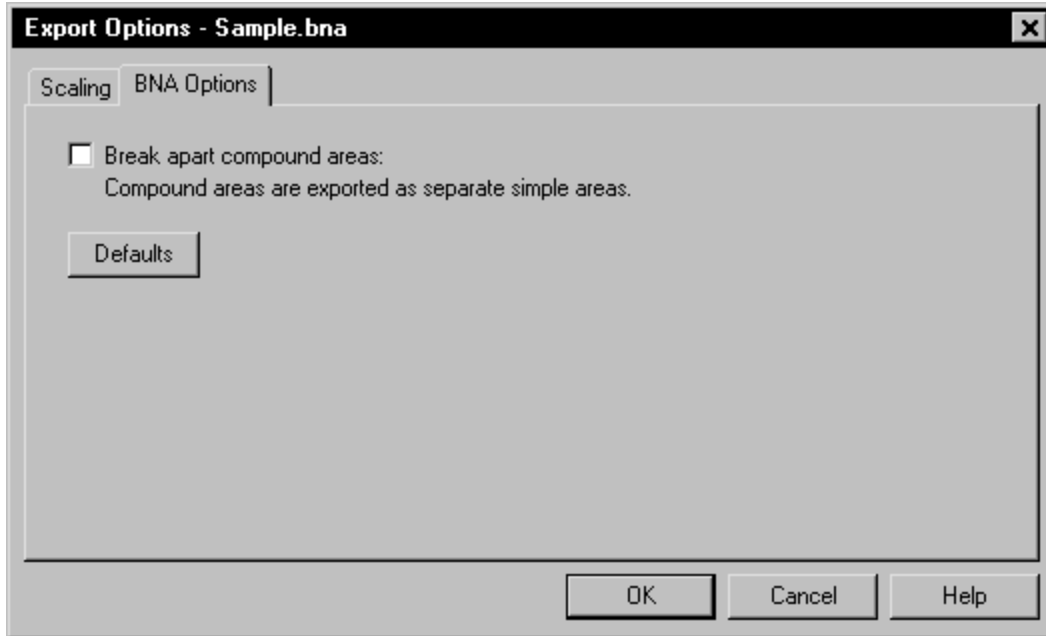 Export Options - Sample.bna
Scaling BNA Options
Break apart compound areas:
Compound areas are exported as separate simple areas.
Defaults
OK Cancel Help